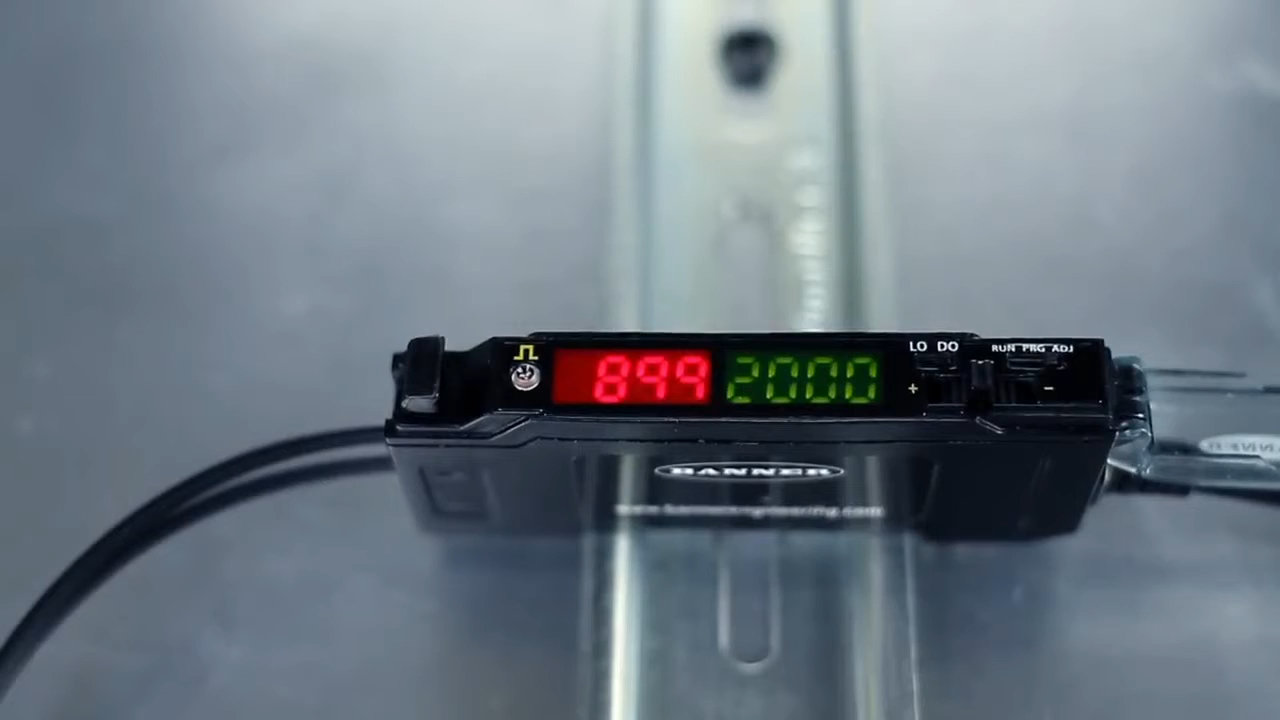 899 2000
LO DO
RUN PRG ADJ
+ −
BANNER
www.bannerengineering.com